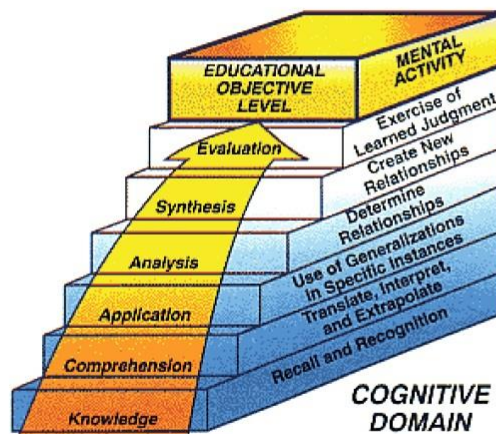 EDUCATIONAL
OBJECTIVE
LEVEL
MENTAL
ACTIVITY
Evaluation
Exercise of
Learned Judgment
Synthesis
Create New
Relationships
Analysis
Determine
Relationships
Application
Use of Generalizations
in Specific Instances
Comprehension
Translate, Interpret,
and Extrapolate
Knowledge
Recall and Recognition
COGNITIVE
DOMAIN